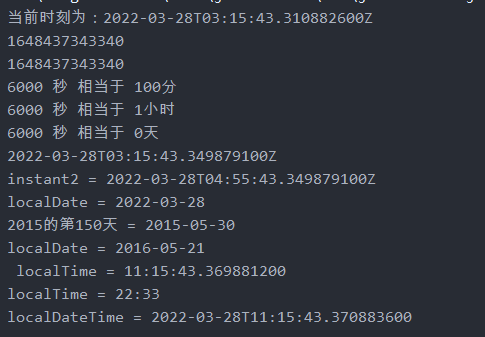 当前时刻为：2022-03-28T03:15:43.310882600Z
1648437343340
1648437343340
6000 秒 相当于 100分
6000 秒 相当于 1小时
6000 秒 相当于 0天
2022-03-28T03:15:43.349879100Z
instant2 = 2022-03-28T04:55:43.349879100Z
localDate = 2022-03-28
2015的第150天 = 2015-05-30
localDate = 2016-05-21
localTime = 11:15:43.369881200
localTime = 22:33
localDateTime = 2022-03-28T11:15:43.370883600